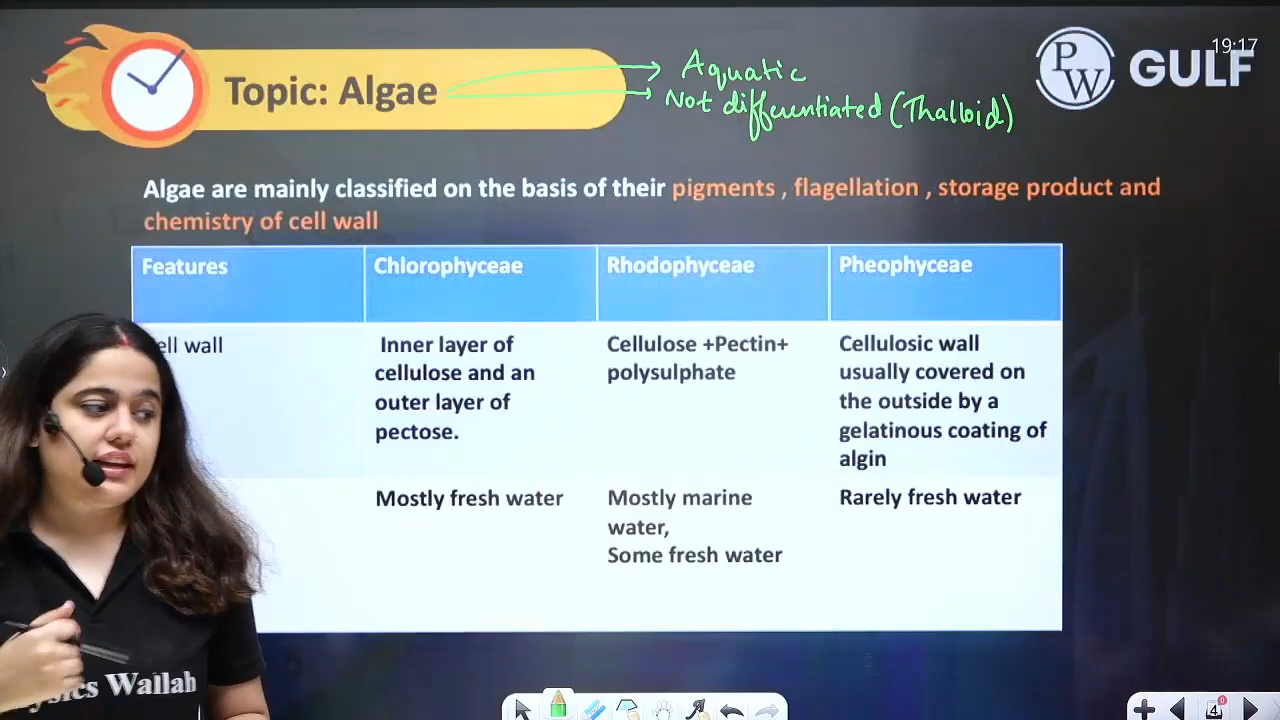 19:17
PW GULF
Topic: Algae
Aquatic
Not differentiated (Thalloid)
Algae are mainly classified on the basis of their pigments , flagellation , storage product and
chemistry of cell wall
Features Chlorophyceae Rhodophyceae Pheophyceae
ell wall
Inner layer of
cellulose and an
outer layer of
pectose.
Cellulose +Pectin+
polysulphate
Cellulosic wall
usually covered on
the outside by a
gelatinous coating of
algin
Mostly fresh water
Mostly marine
water,
Some fresh water
Rarely fresh water
ysics Wallah
4